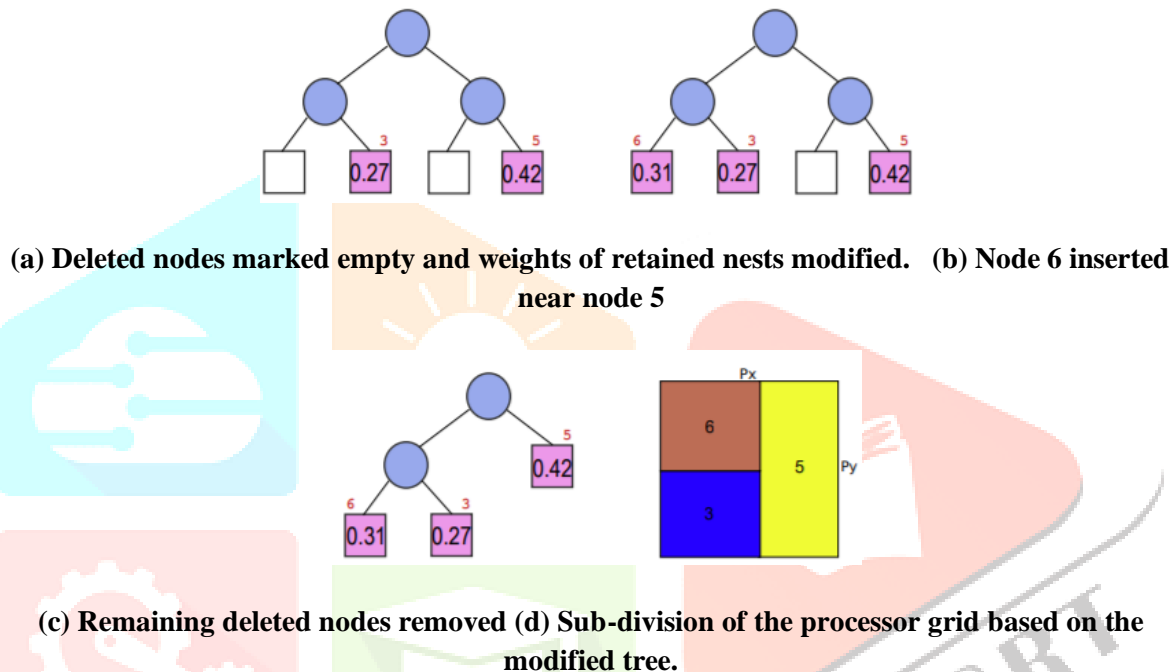 3
5
0.27
0.42
6
3
5
0.31
0.27
0.42
(a) Deleted nodes marked empty and weights of retained nests modified. (b) Node 6 inserted
near node 5
5
0.42
6
3
0.31
0.27
Px
6
5
Py
3
(c) Remaining deleted nodes removed (d) Sub-division of the processor grid based on the
modified tree.
RT